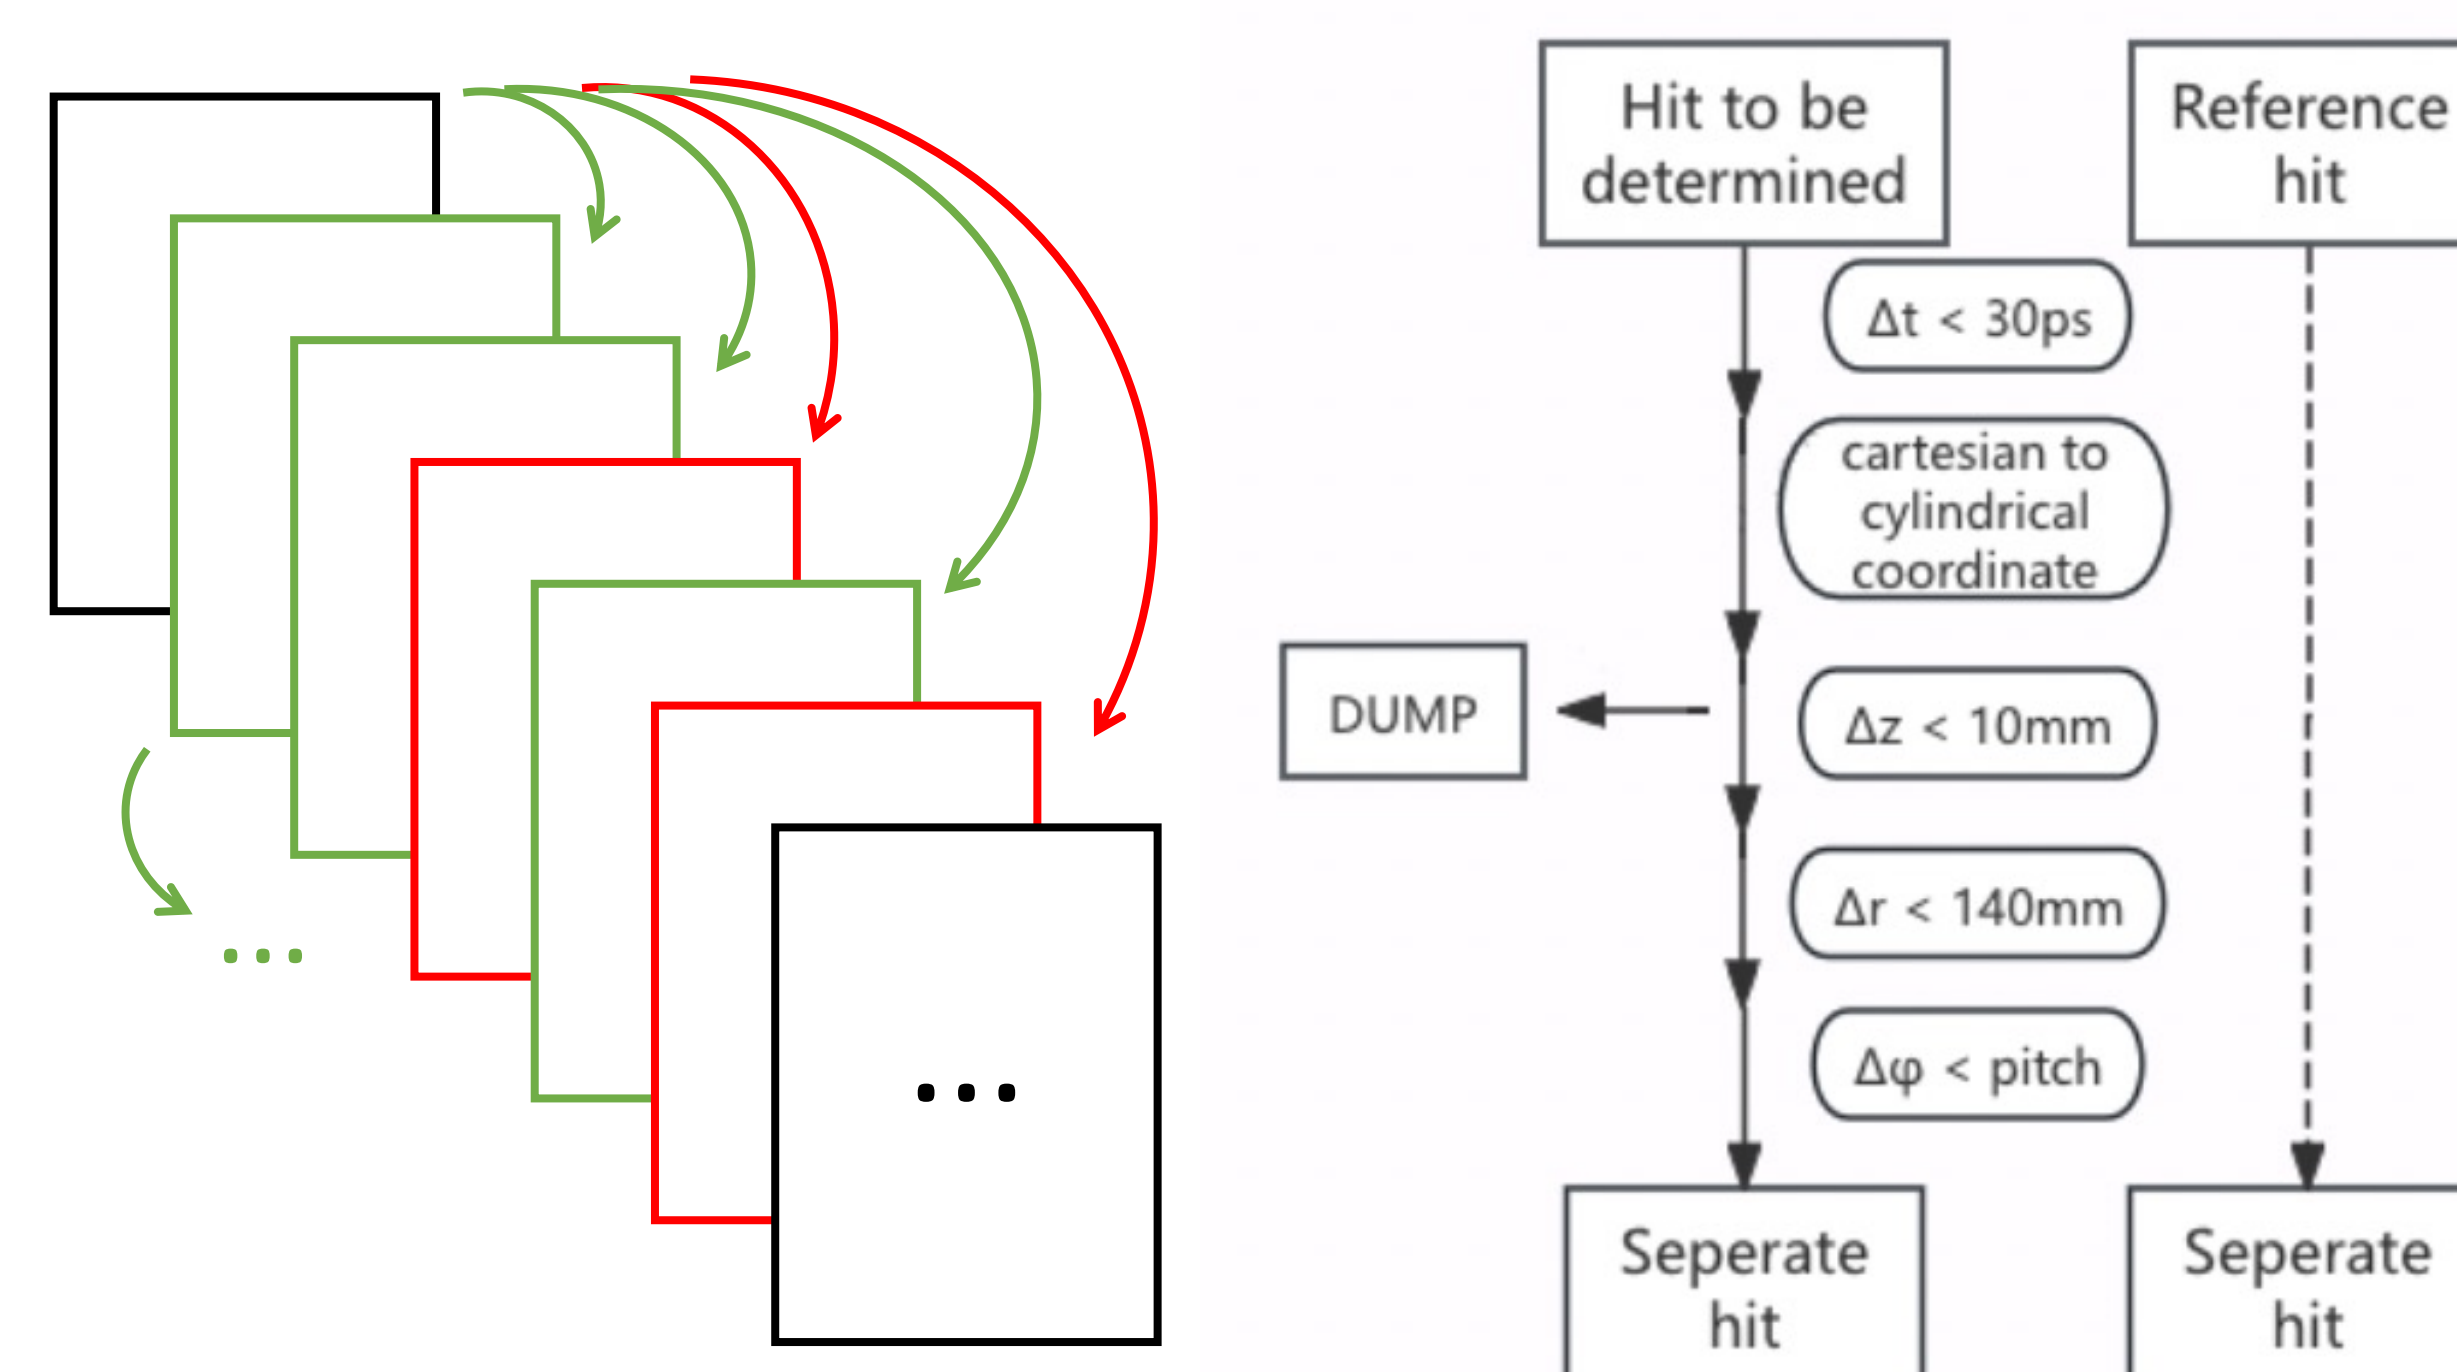 Hit to be
determined
Reference
hit
Δt < 30ps
cartesian to
cylindrical
coordinate
DUMP
Δz < 10mm
Δr < 140mm
Δφ < pitch
Seperate
hit
Seperate
hit
...
...